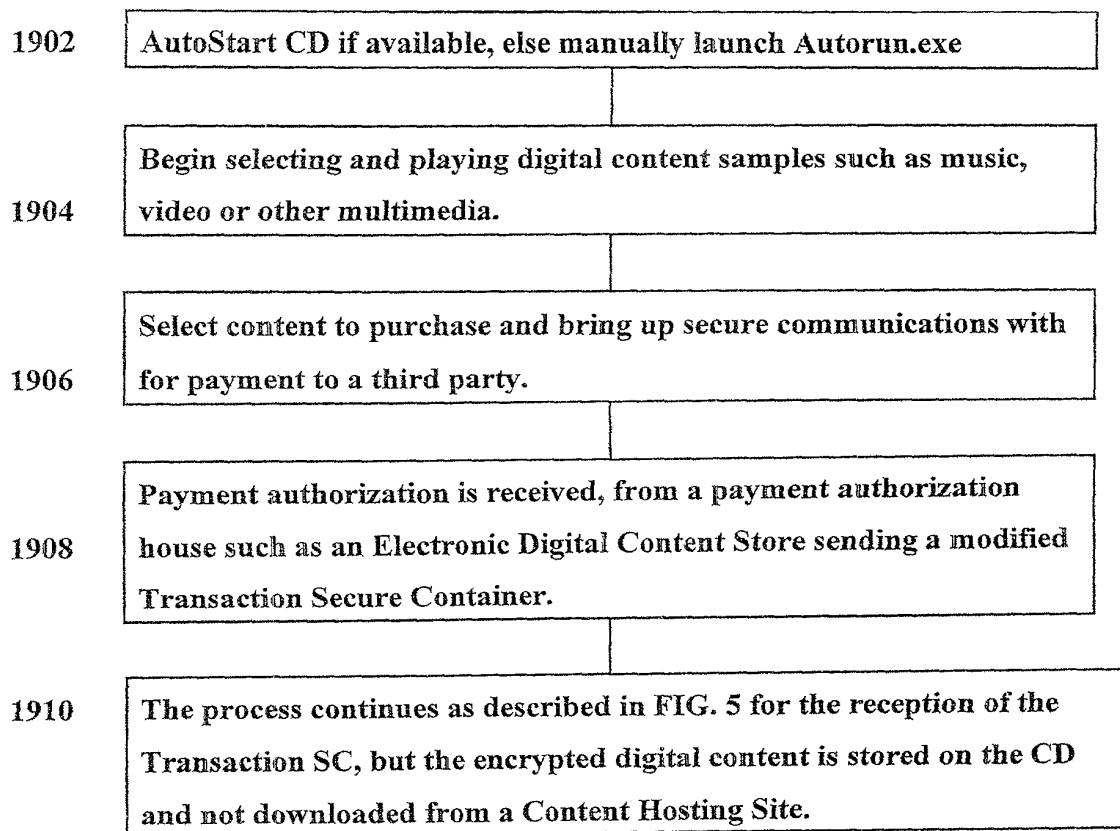 1902 AutoStart CD if available, else manually launch Autorun.exe
Begin selecting and playing digital content samples such as music,
1904 video or other multimedia.
Select content to purchase and bring up secure communications with
1906 for payment to a third party.
Payment authorization is received, from a payment authorization
1908 house such as an Electronic Digital Content Store sending a modified
Transaction Secure Container.
1910 The process continues as described in FIG. 5 for the reception of the
Transaction SC, but the encrypted digital content is stored on the CD
and not downloaded from a Content Hosting Site.